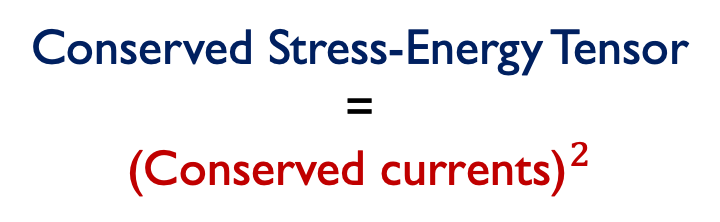 Conserved Stress-Energy Tensor
=
(Conserved currents)²